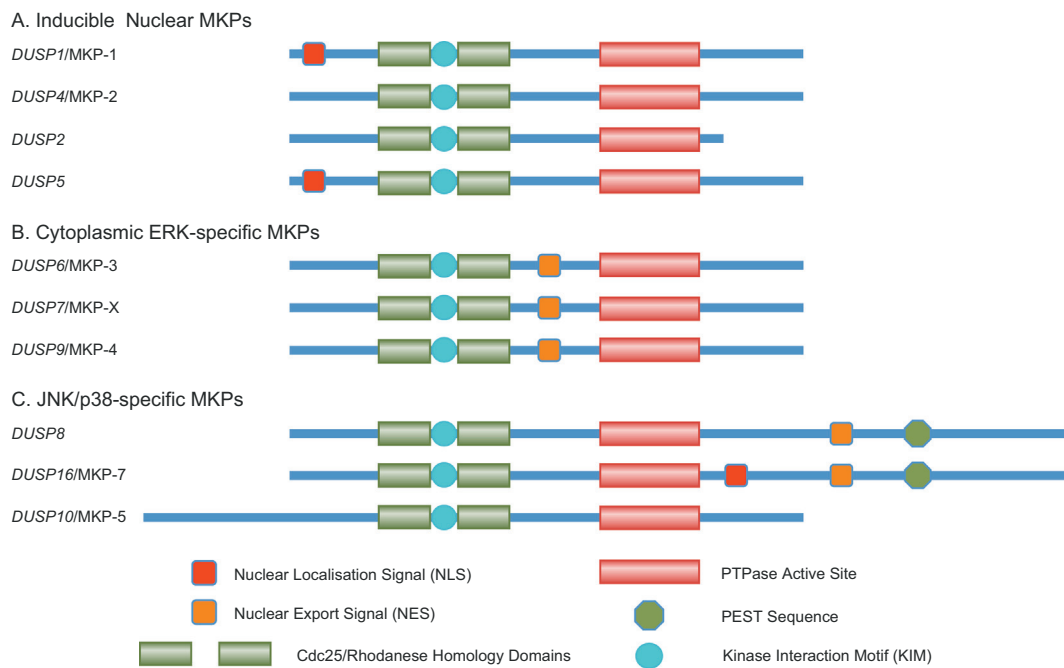 A. Inducible Nuclear MKPs
DUSP1/MKP-1
DUSP4/MKP-2
DUSP2
DUSP5
B. Cytoplasmic ERK-specific MKPs
DUSP6/MKP-3
DUSP7/MKP-X
DUSP9/MKP-4
C. JNK/p38-specific MKPs
DUSP8
DUSP16/MKP-7
DUSP10/MKP-5
Nuclear Localisation Signal (NLS)
PTPase Active Site
Nuclear Export Signal (NES)
PEST Sequence
Cdc25/Rhodanese Homology Domains
Kinase Interaction Motif (KIM)